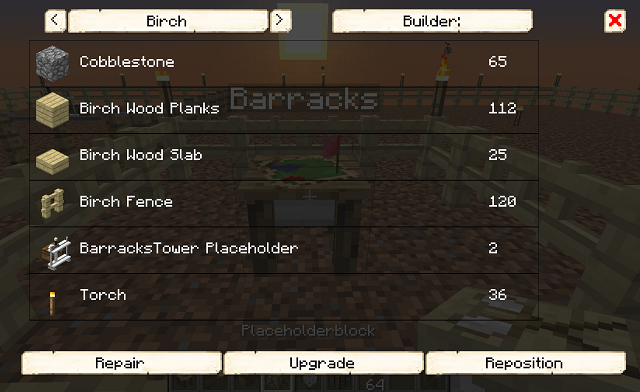 < Birch > Builder: X
Cobblestone 65
Barracks
Birch Wood Planks 112
Birch Wood Slab 25
Birch Fence 120
BarracksTower Placeholder 2
Torch 36
Placeholderblock
Repair Upgrade Reposition
64